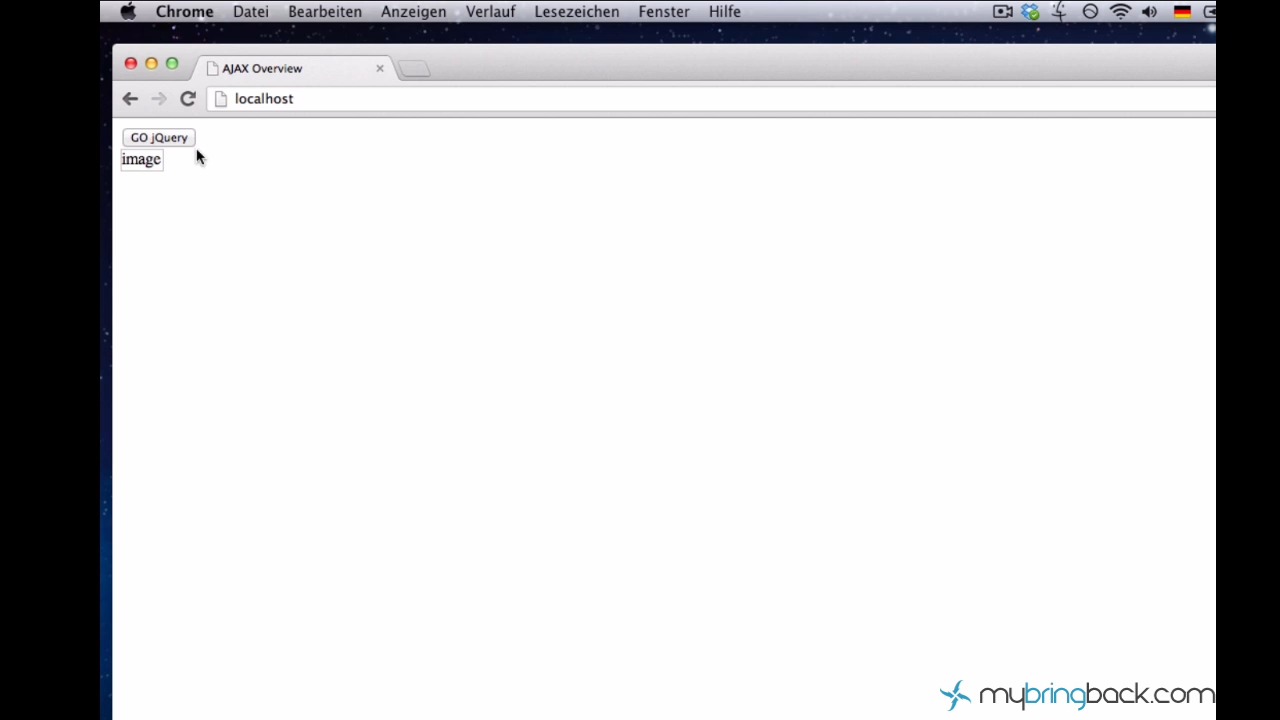 Chrome Datei Bearbeiten Anzeigen Verlauf Lesezeichen Fenster Hilfe
AJAX Overview
localhost
GO jQuery
image
mybringback.com